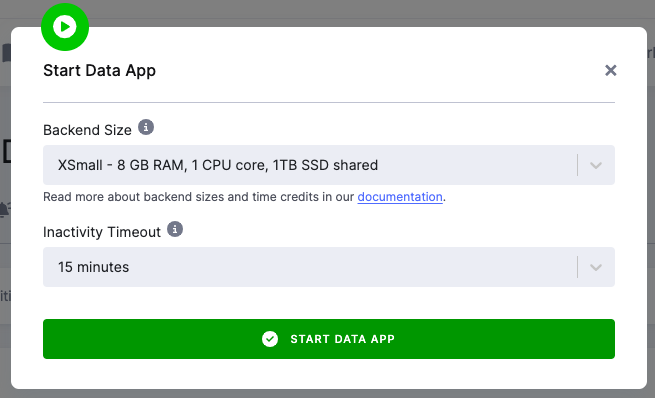 Start Data App
Backend Size
XSmall - 8 GB RAM, 1 CPU core, 1TB SSD shared
Read more about backend sizes and time credits in our documentation.
Inactivity Timeout
15 minutes
START DATA APP